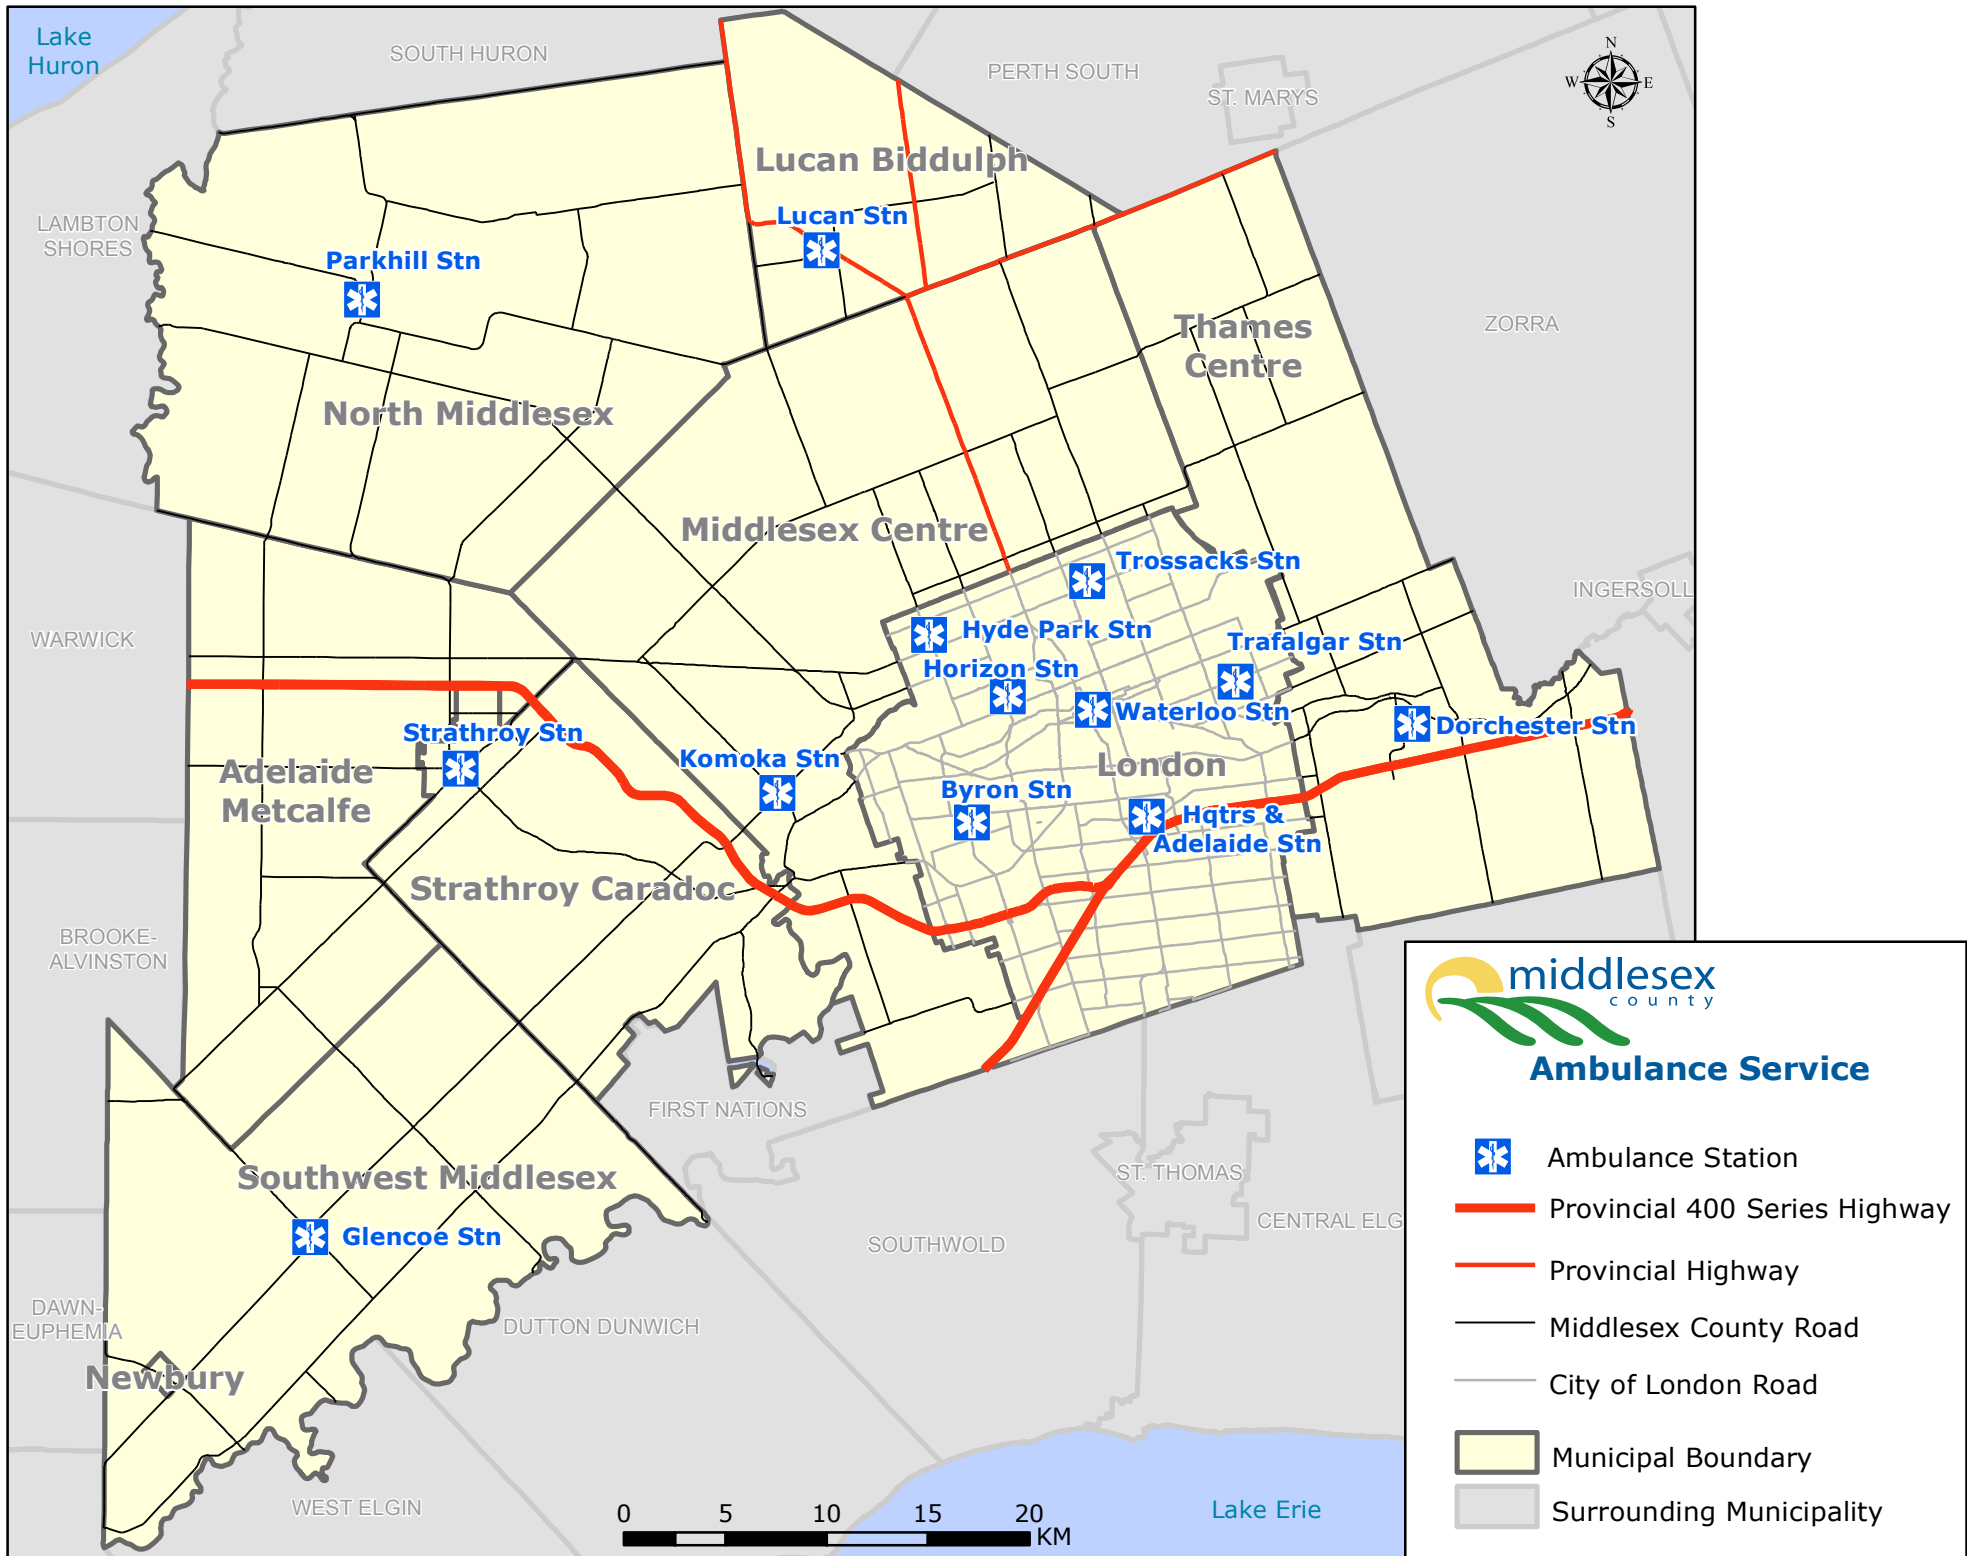 Lake
Huron
SOUTH HURON
PERTH SOUTH
ST. MARYS
N
W
E
S
Lucan Biddulph
Lucan Stn
LAMBTON
SHORES
Parkhill Stn
Thames
Centre
ZORRA
North Middlesex
Middlesex Centre
Trossacks Stn
INGERSOLL
WARWICK
Hyde Park Stn
Trafalgar Stn
Horizon Stn
Waterloo Stn
Dorchester Stn
Strathroy Stn
Komoka Stn
London
Adelaide
Metcalfe
Byron Stn
Hqtrs &
Adelaide Stn
Strathroy Caradoc
BROOKE-
ALVINSTON
FIRST NATIONS
ST. THOMAS
Southwest Middlesex
Glencoe Stn
CENTRAL ELG
SOUTHWOLD
DAWN-
EUPHEMIA
DUTTON DUNWICH
Newbury
WEST ELGIN
Lake Erie
0 5 10 15 20
KM
middlesex
county
Ambulance Service
Ambulance Station
Provincial 400 Series Highway
Provincial Highway
Middlesex County Road
City of London Road
Municipal Boundary
Surrounding Municipality